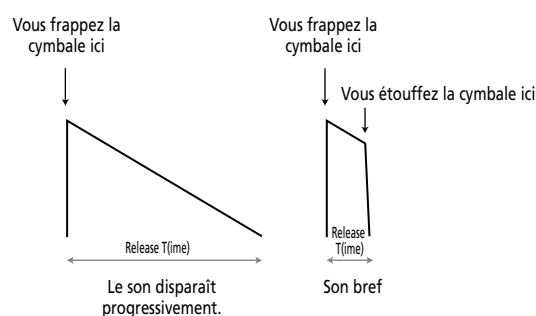 Vous frappez la
cymbale ici
Vous frappez la
cymbale ici
Vous étouffez la cymbale ici
Release T(ime)
Release
T(ime)
Le son disparaît
progressivement.
Son bref